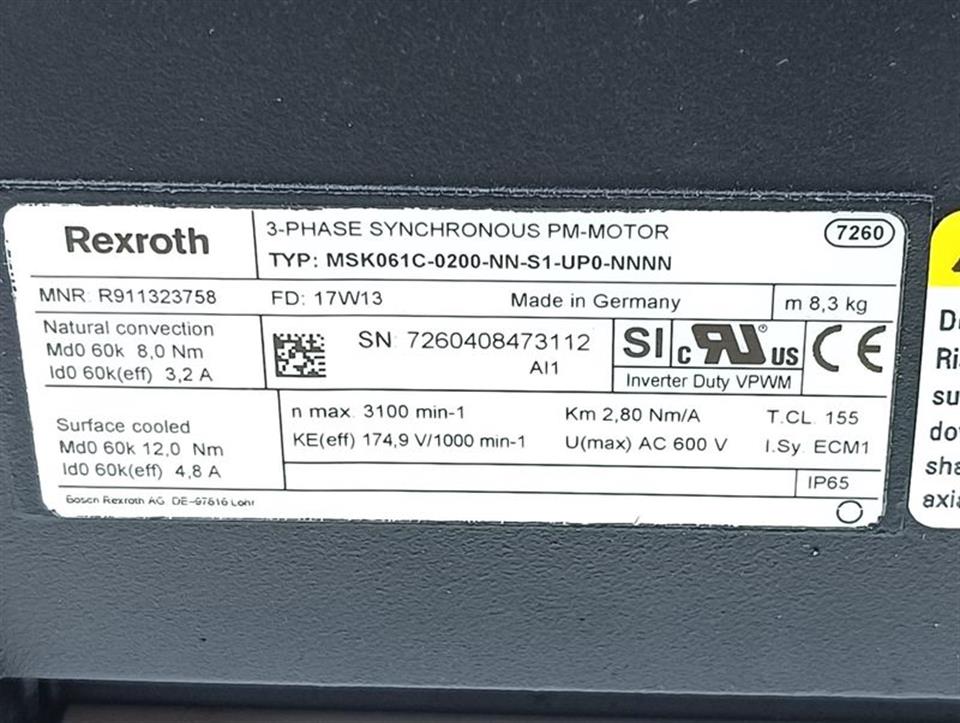 Rexroth
3-PHASE SYNCHRONOUS PM-MOTOR
7260
TYP: MSK061C-0200-NN-S1-UP0-NNNN
MNR: R911323758
FD: 17W13
Made in Germany
m 8,3 kg
Natural convection
Md0 60k 8,0 Nm
Id0 60k(eff) 3,2 A
SN: 7260408473112
AI1
SI
c RU® US
Inverter Duty VPWM
CE
Surface cooled
Md0 60k 12,0 Nm
Id0 60k(eff) 4,8 A
n max. 3100 min-1
Km 2,80 Nm/A
T.CL. 155
KE(eff) 174,9 V/1000 min-1
U(max) AC 600 V
I.Sy. ECM1
IP65
Bosch Rexroth AG DE-97816 Lohr
su
sha
axia